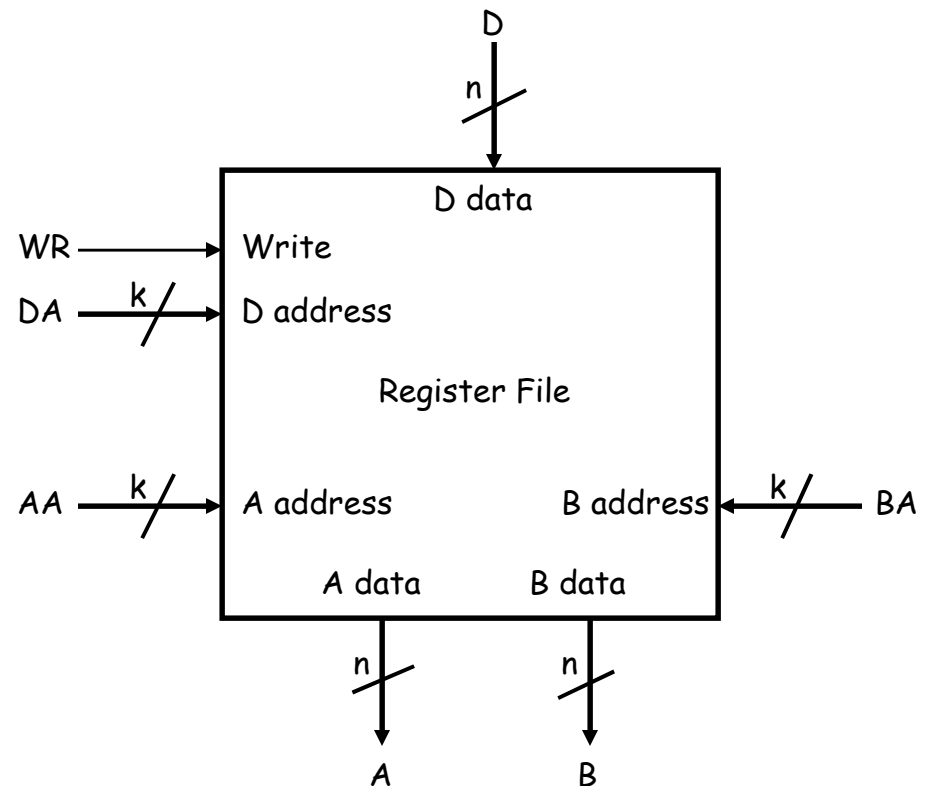 D
n
D data
WR
Write
DA
k
D address
Register File
AA
k
A address
B address
k
BA
A data
B data
n
n
A
B